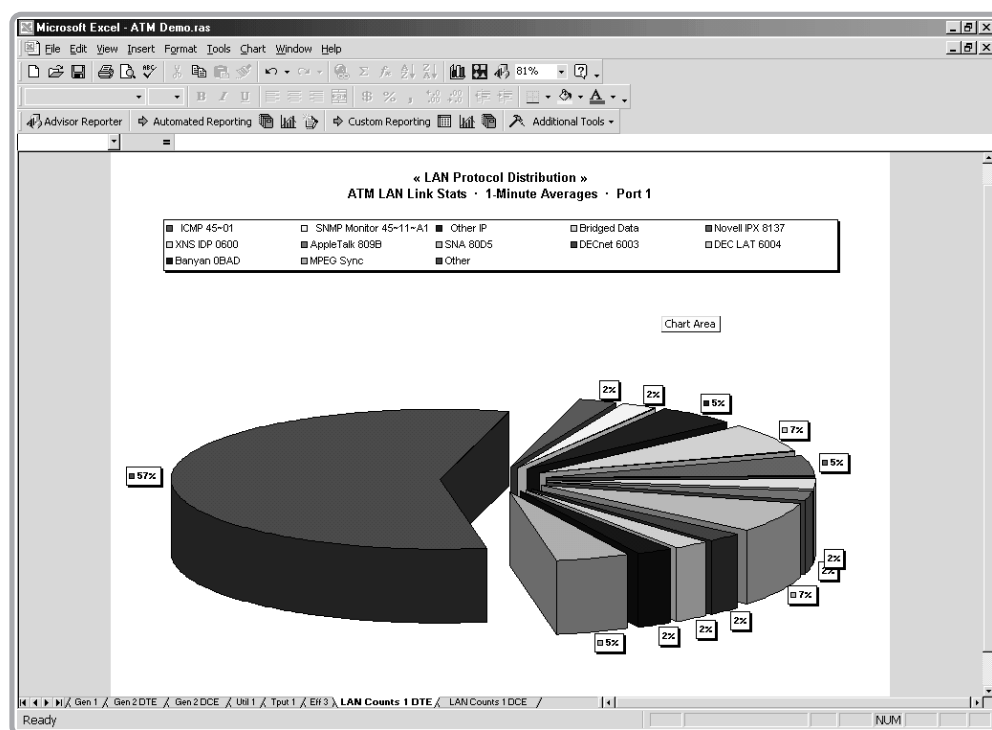 Microsoft Excel - ATM Demo.ras
File Edit View Insert Format Tools Chart Window Help
81%
Advisor Reporter Automated Reporting Custom Reporting Additional Tools
=
« LAN Protocol Distribution »
ATM LAN Link Stats · 1-Minute Averages · Port 1
ICMP 45~01 SNMP Monitor 45~11~A1 Other IP Bridged Data Novell IPX 8137
XNS IDP 0600 AppleTalk 809B SNA 80D5 DECnet 6003 DEC LAT 6004
Banyan 0BAD MPEG Sync Other
Chart Area
2%
2%
5%
7%
5%
57%
2%
2%
7%
2%
2%
2%
5%
Gen 1 Gen 2 DTE Gen 2 DCE Util 1 Tput 1 Eff 3 LAN Counts 1 DTE LAN Counts 1 DCE
Ready NUM